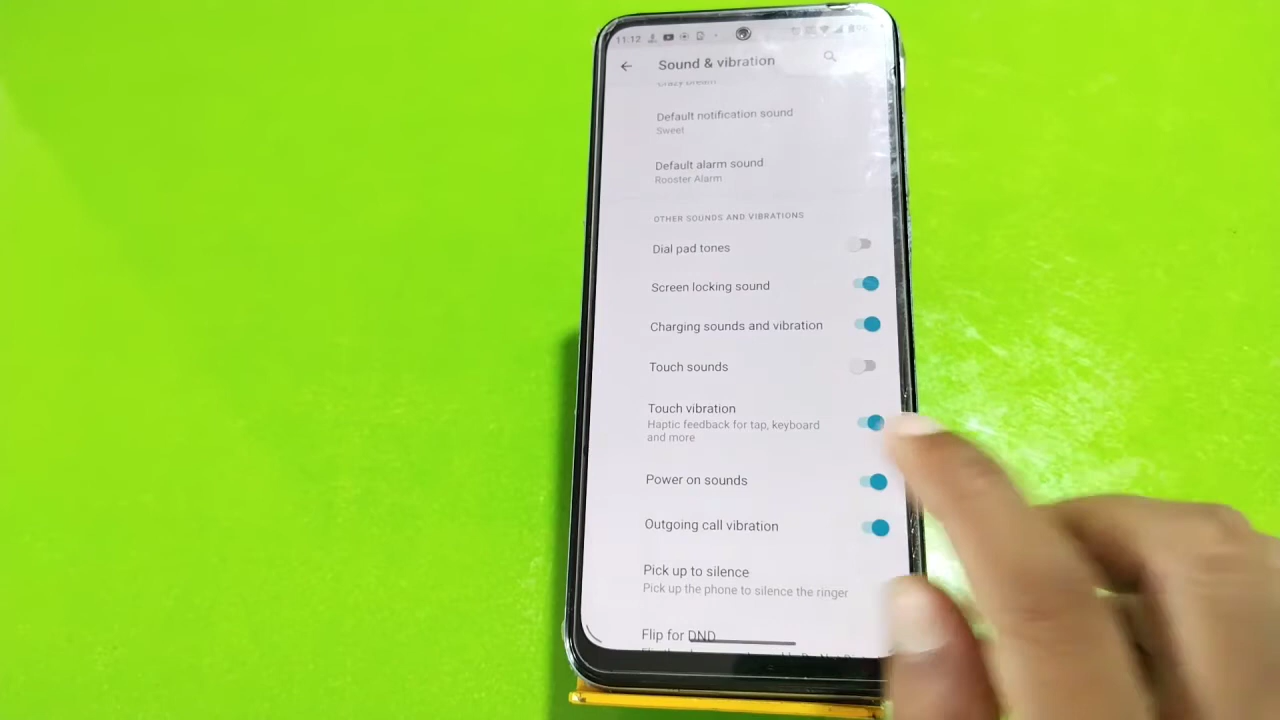 11:12
Sound & vibration
Crazy Dream
Default notification sound
Sweet
Default alarm sound
Rooster Alarm
OTHER SOUNDS AND VIBRATIONS
Dial pad tones
Screen locking sound
Charging sounds and vibration
Touch sounds
Touch vibration
Haptic feedback for tap, keyboard
and more
Power on sounds
Outgoing call vibration
Pick up to silence
Pick up the phone to silence the ringer
Flip for DND